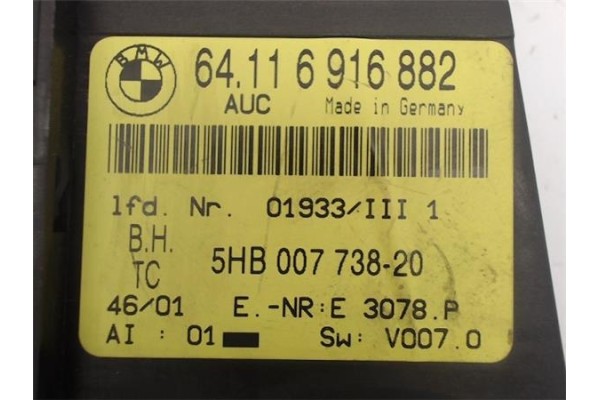 BMW
64.11 6 916 882
AUC Made in Germany
lfd. Nr. 01933/III 1
B.H.
TC 5HB 007 738-20
46/01 E.-NR:E 3078.P
AI : 01 Sw: V007.0